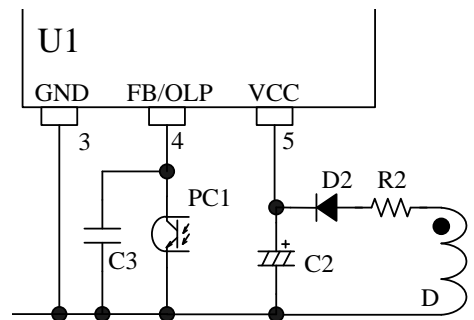 U1
GND FB/OLP VCC
3 4 5
D2 R2
PC1
+
C3 C2
D